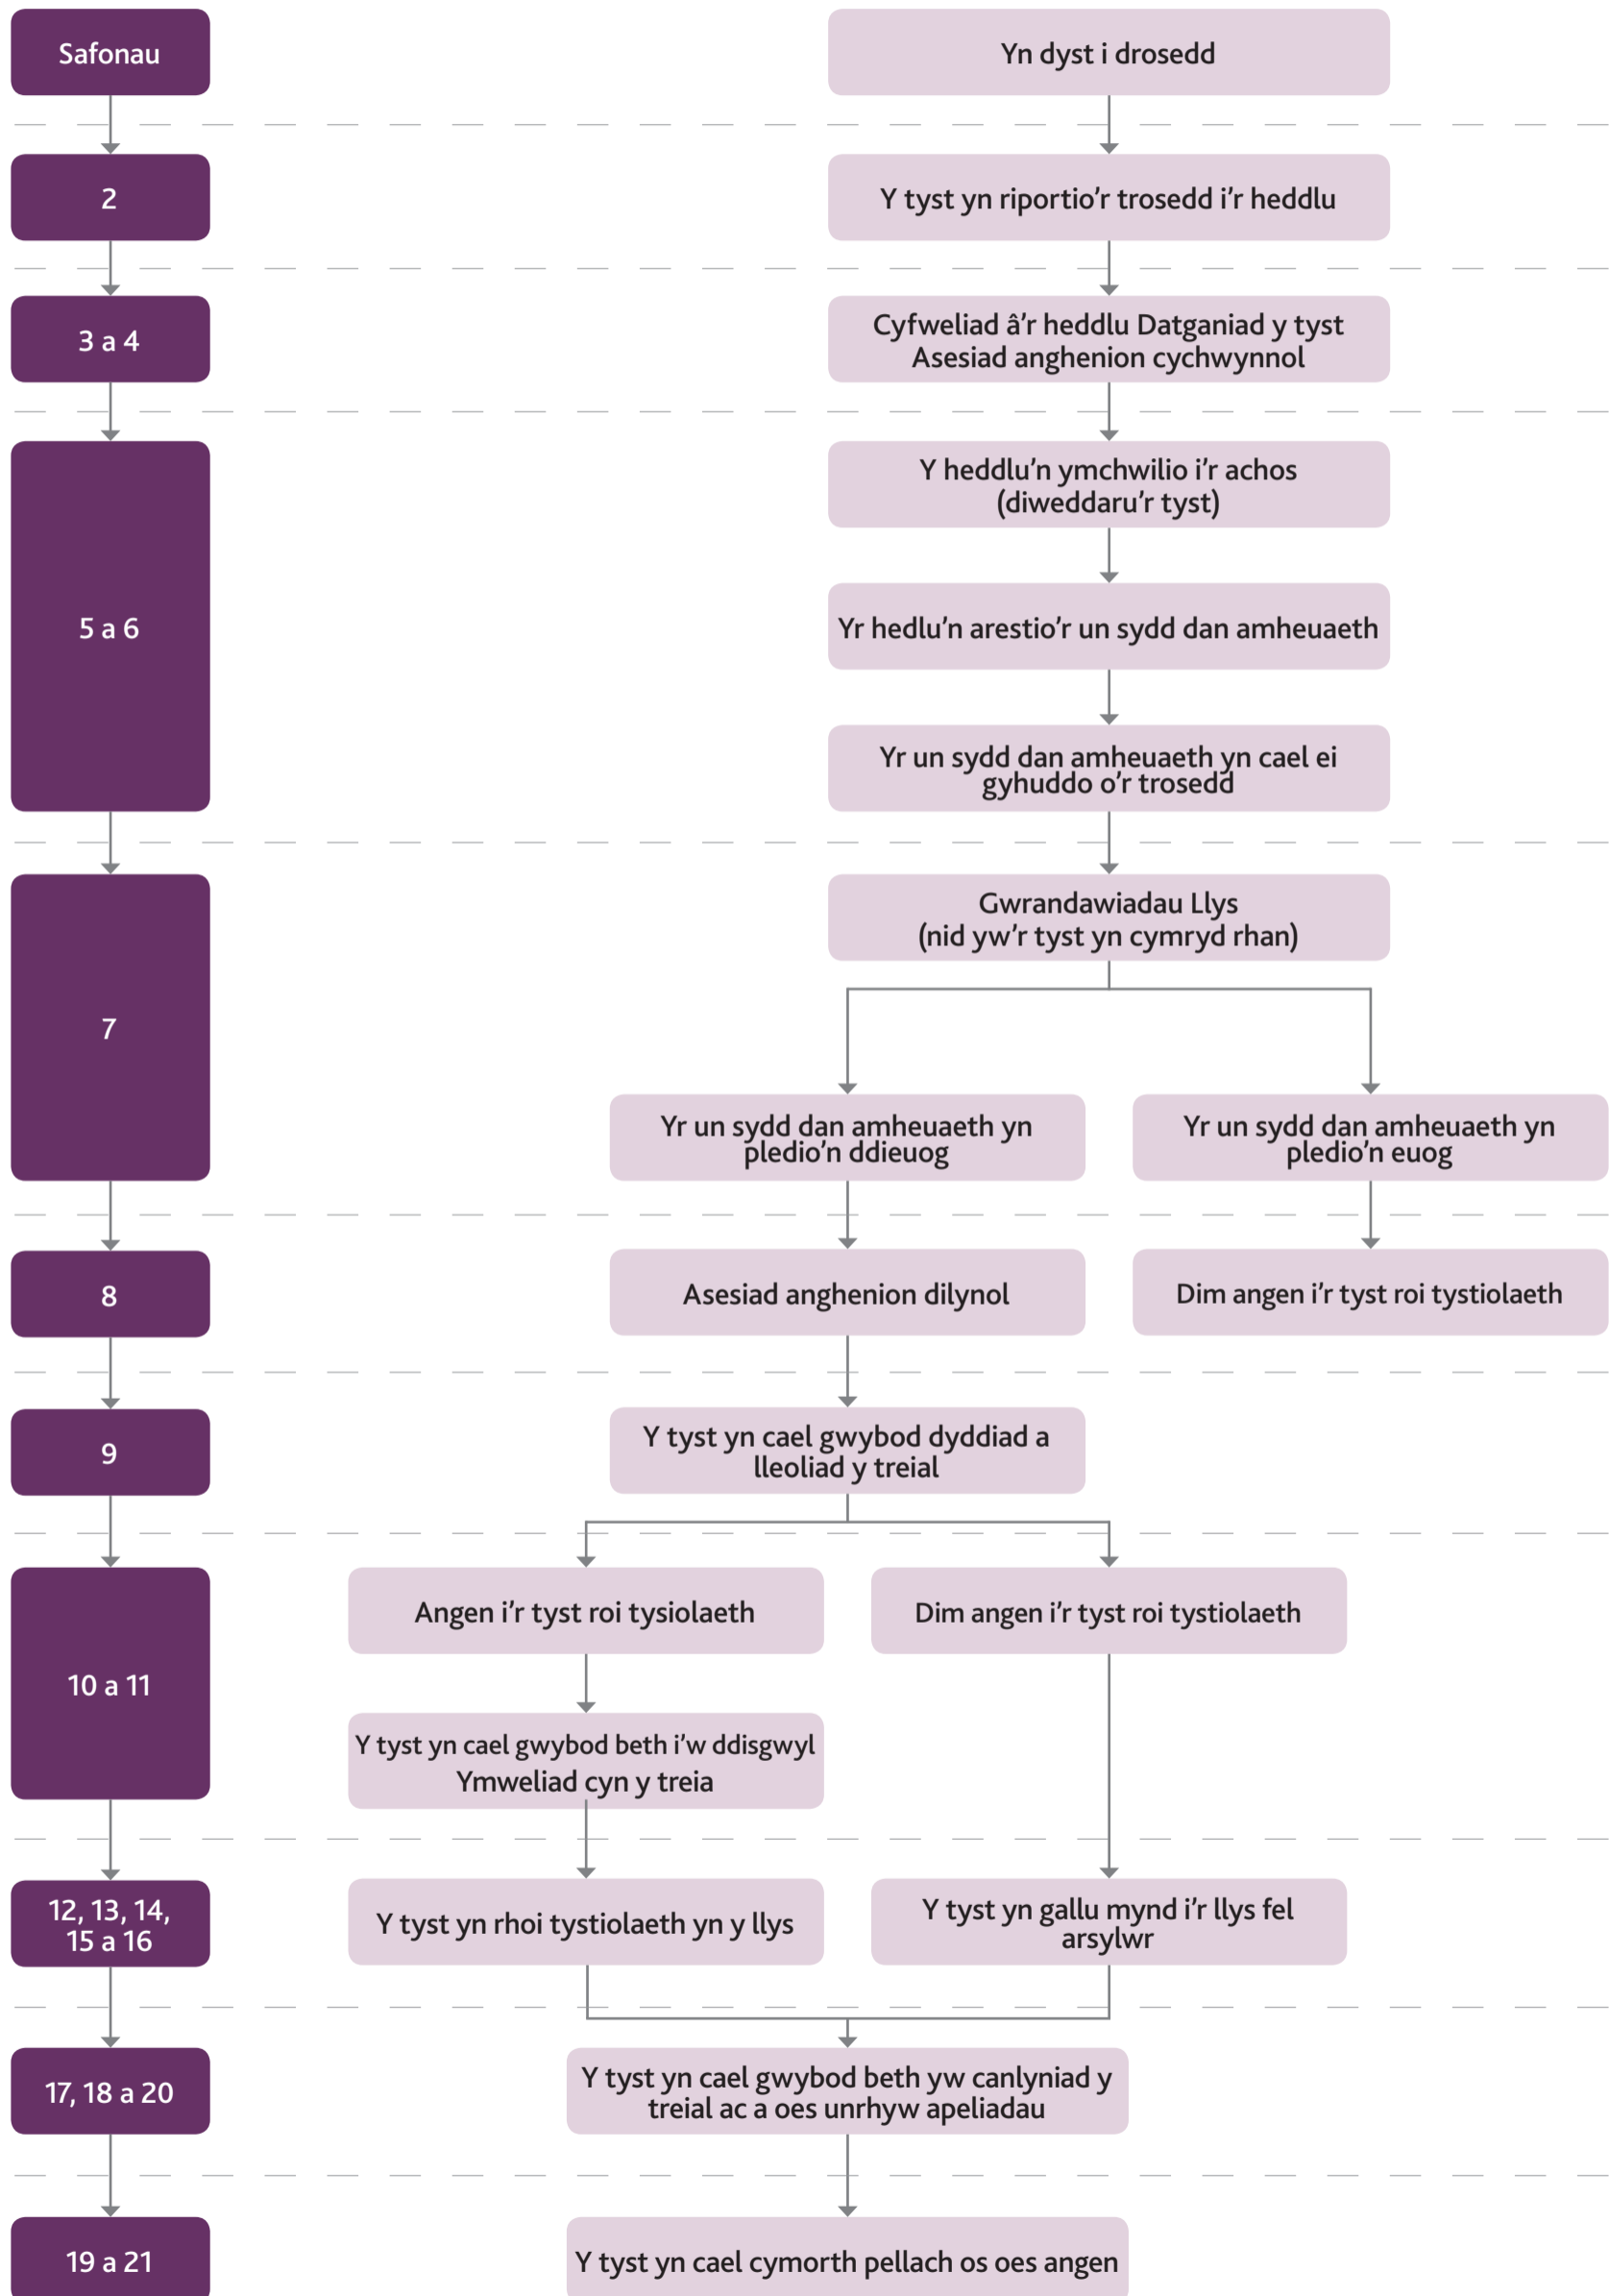 Safonau
Yn dyst i drosedd
2
Y tyst yn riportio’r trosedd i’r heddlu
3 a 4
Cyfweliad â’r heddlu Datganiad y tyst
Asesiad anghenion cychwynnol
5 a 6
Y heddlu’n ymchwilio i’r achos
(diweddaru’r tyst)
Yr hedlu’n arestio’r un sydd dan amheuaeth
Yr un sydd dan amheuaeth yn cael ei
gyhuddo o’r trosedd
7
Gwrandawiadau Llys
(nid yw’r tyst yn cymryd rhan)
Yr un sydd dan amheuaeth yn
pledio’n ddieuog
Yr un sydd dan amheuaeth yn
pledio’n euog
8
Asesiad anghenion dilynol
Dim angen i’r tyst roi tystiolaeth
9
Y tyst yn cael gwybod dyddiad a
lleoliad y treial
10 a 11
Angen i’r tyst roi tysiolaeth
Dim angen i’r tyst roi tystiolaeth
Y tyst yn cael gwybod beth i’w ddisgwyl
Ymweliad cyn y treia
12, 13, 14,
15 a 16
Y tyst yn rhoi tystiolaeth yn y llys
Y tyst yn gallu mynd i’r llys fel
arsylwr
17, 18 a 20
Y tyst yn cael gwybod beth yw canlyniad y
treial ac a oes unrhyw apeliadau
19 a 21
Y tyst yn cael cymorth pellach os oes angen